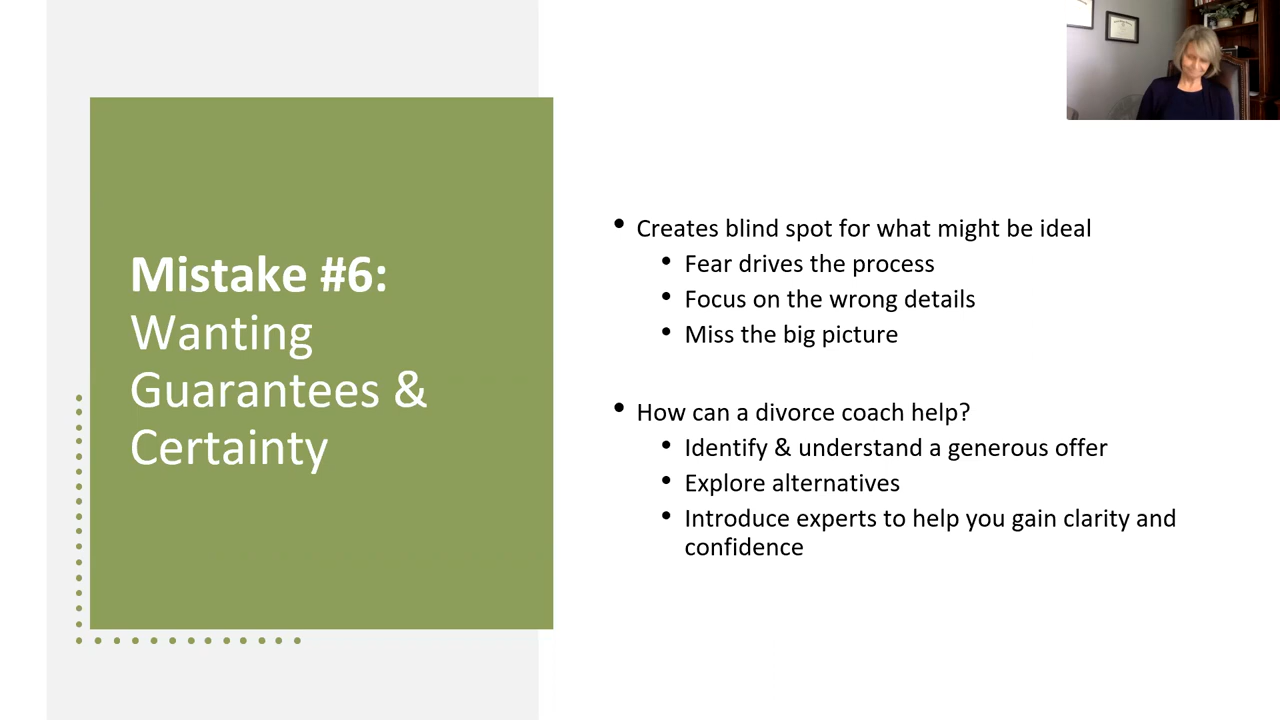 Mistake #6:
Wanting
Guarantees &
Certainty
• Creates blind spot for what might be ideal
• Fear drives the process
• Focus on the wrong details
• Miss the big picture
• How can a divorce coach help?
• Identify & understand a generous offer
• Explore alternatives
• Introduce experts to help you gain clarity and
confidence